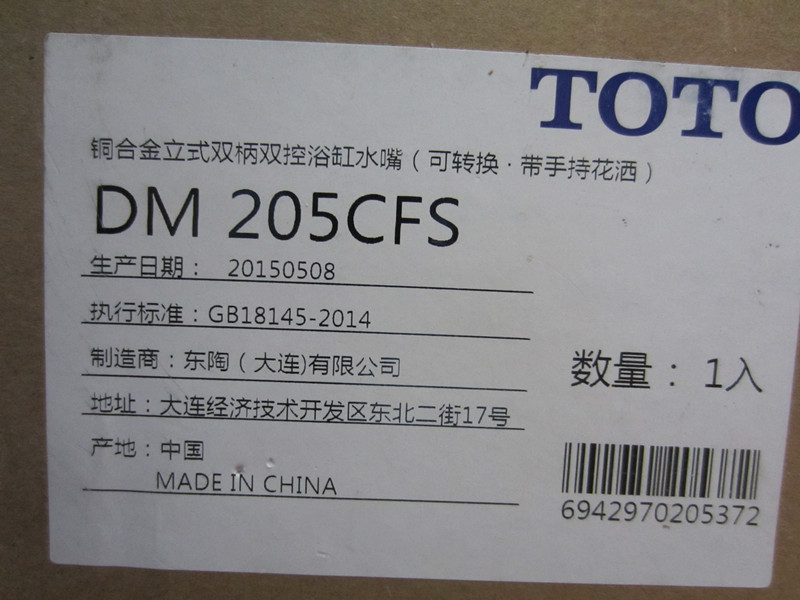 TOTO
铜合金立式双柄双控浴缸水嘴（可转换·带手持花洒）
DM 205CFS
生产日期： 20150508
执行标准：GB18145-2014
制造商：东陶（大连)有限公司
数量：1入
地址：大连经济技术开发区东北二街17号
产地：中国
MADE IN CHINA
6942970205372